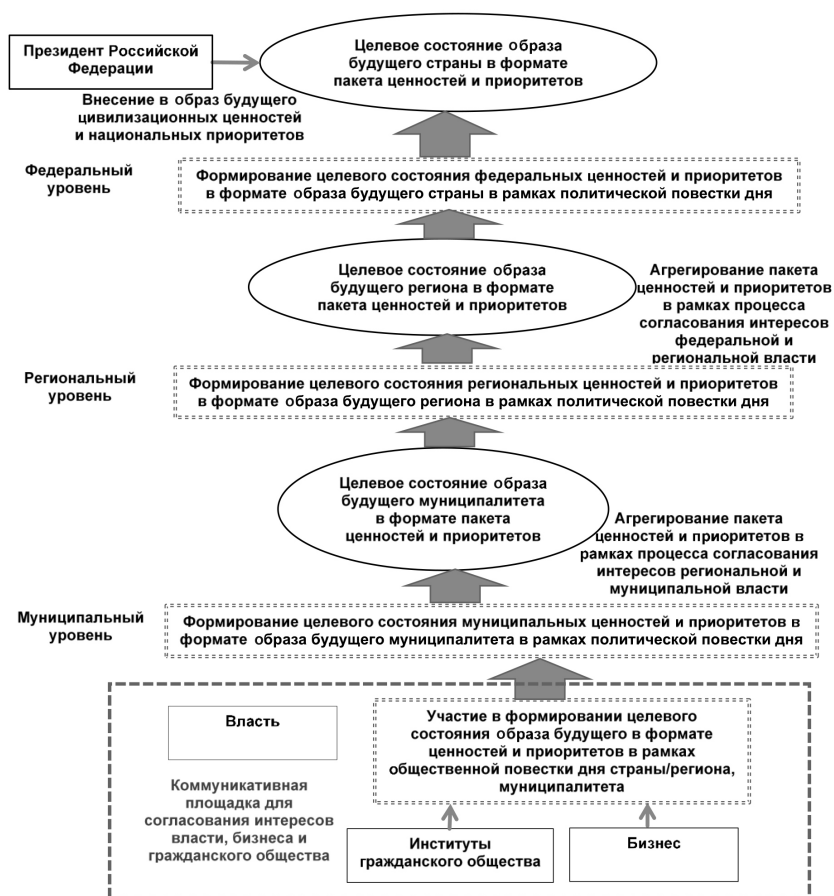 Президент Российской
Федерации
Целевое состояние образа
будущего страны в формате
пакета ценностей и приоритетов
Внесение в образ будущего
цивилизационных ценностей
и национальных приоритетов
Федеральный
уровень
Формирование целевого состояния федеральных ценностей и приоритетов
в формате образа будущего страны в рамках политической повестки дня
Целевое состояние образа
будущего региона в формате
пакета ценностей и приоритетов
Агрегирование пакета
ценностей и приоритетов
в рамках процесса
согласования интересов
федеральной и
региональной власти
Региональный
уровень
Формирование целевого состояния региональных ценностей и приоритетов
в формате образа будущего региона в рамках политической повестки дня
Целевое состояние образа
будущего муниципалитета
в формате пакета
ценностей и приоритетов
Агрегирование пакета
ценностей и приоритетов в
рамках процесса согласования
интересов региональной и
муниципальной власти
Муниципальный
уровень
Формирование целевого состояния муниципальных ценностей и приоритетов в
формате образа будущего муниципалитета в рамках политической повестки дня
Власть
Участие в формировании целевого
состояния образа будущего в формате
ценностей и приоритетов в рамках
общественной повестки дня страны/региона,
муниципалитета
Коммуникативная
площадка для
согласования интересов
власти, бизнеса и
гражданского общества
Институты
гражданского общества
Бизнес